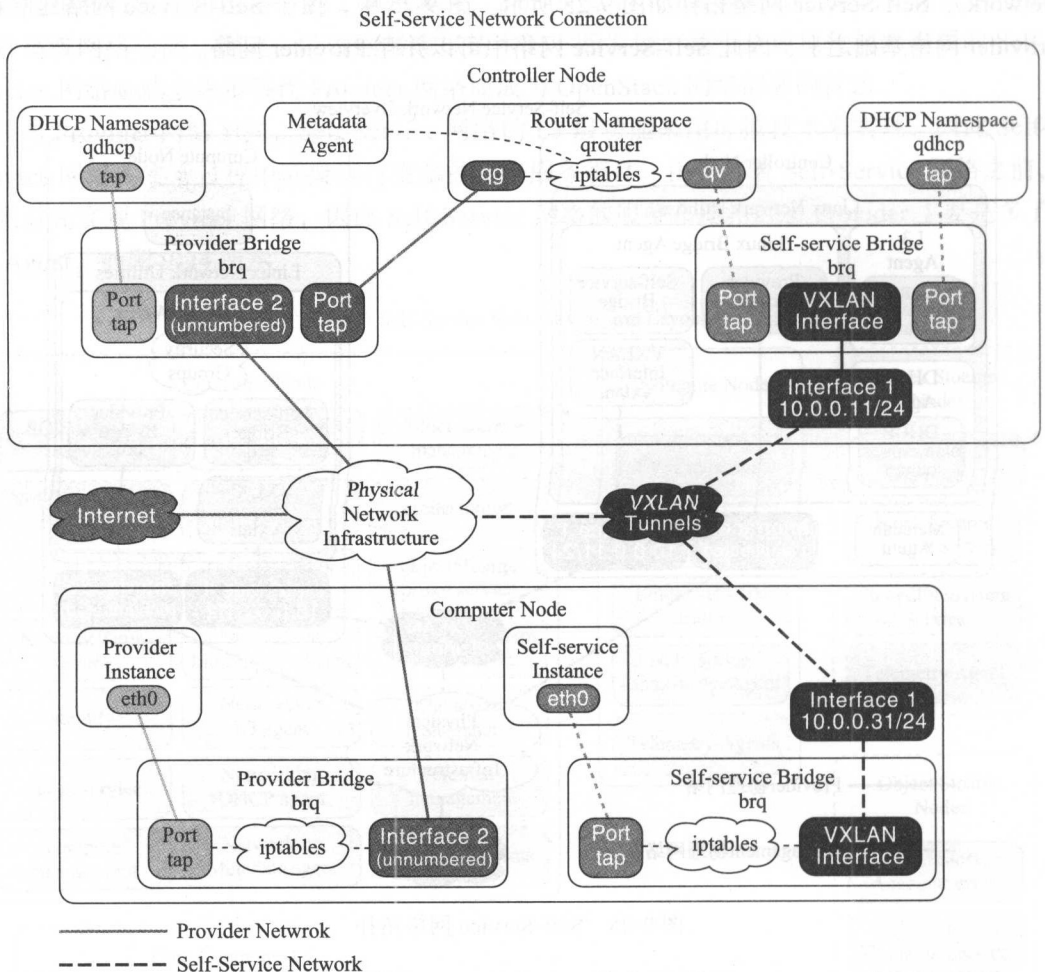 Self-Service Network Connection
Controller Node
DHCP Namespace
qdhcp
tap
Metadata
Agent
Router Namespace
qrouter
qg
iptables
qv
DHCP Namespace
qdhcp
tap
Provider Bridge
brq
Port
tap
Interface 2
(unnumbered)
Port
tap
Self-service Bridge
brq
Port
tap
VXLAN
Interface
Port
tap
Interface 1
10.0.0.11/24
Internet
Physical
Network
Infrastructure
VXLAN
Tunnels
Computer Node
Provider
Instance
eth0
Self-service
Instance
eth0
Interface 1
10.0.0.31/24
Provider Bridge
brq
Port
tap
iptables
Interface 2
(unnumbered)
Self-service Bridge
brq
Port
tap
iptables
VXLAN
Interface
Provider Netwrok
Self-Service Network